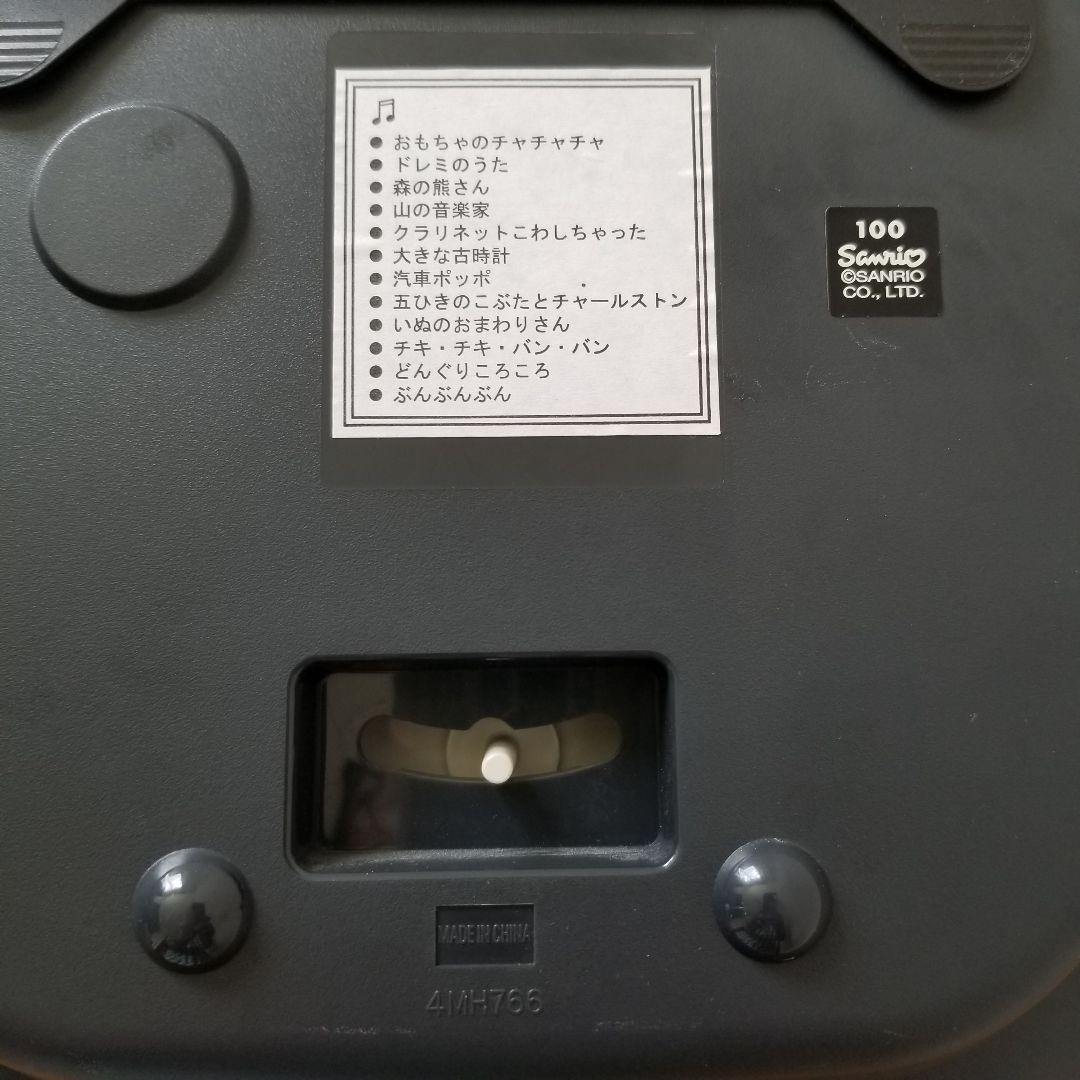 ● おもちゃのチャチャチャ
● ドレミのうた
● 森の熊さん
● 山の音楽家
● クラリネットこわしちゃった
● 大きな古時計
● 汽車ポッポ
● 五ひきのこぶたとチャールストン
● いぬのおまわりさん
● チキ・チキ・バン・バン
● どんぐりころころ
● ぶんぶんぶん
100
Sanrio
©SANRIO
CO., LTD.
MADE IN CHINA
4MH766